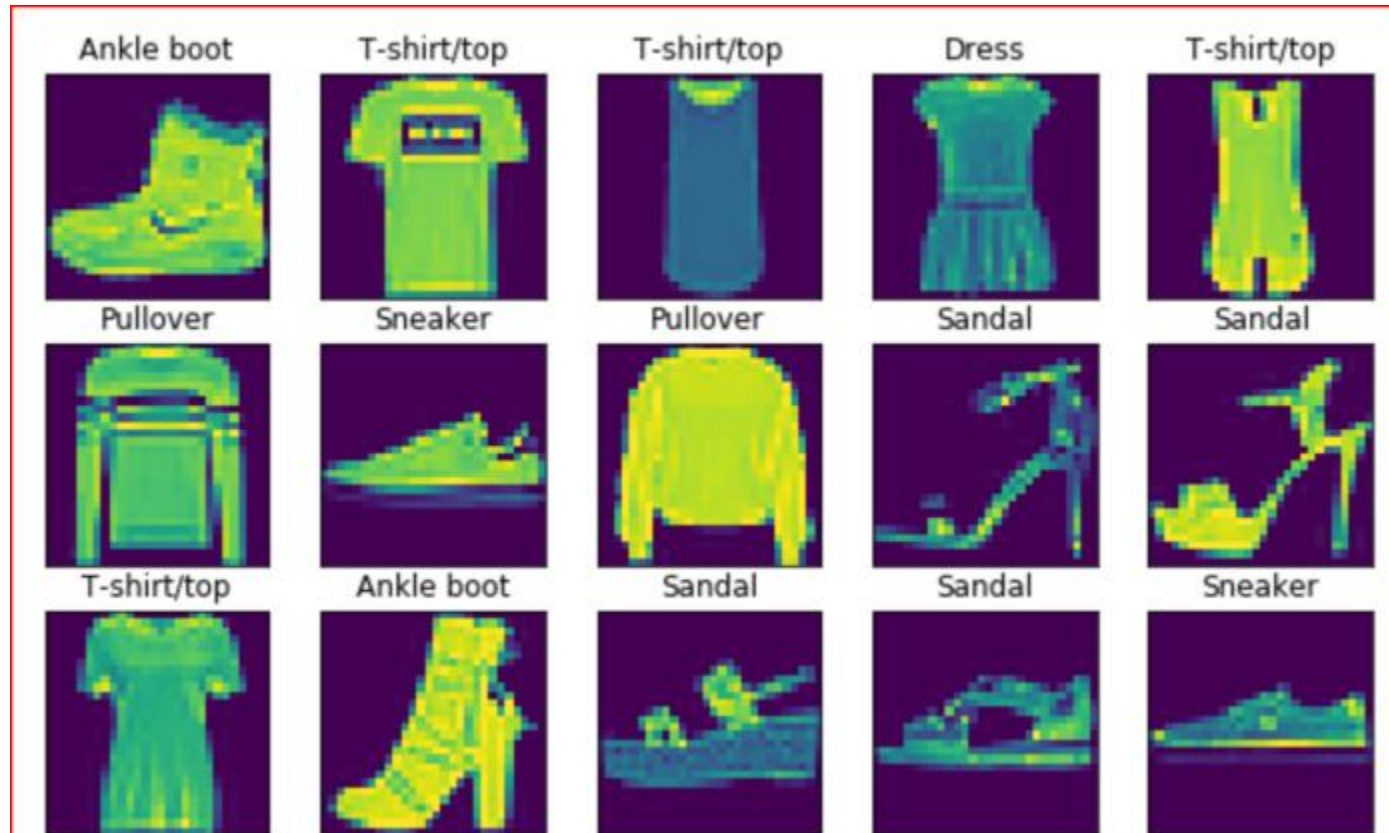 Ankle boot T-shirt/top T-shirt/top Dress T-shirt/top
Pullover Sneaker Pullover Sandal Sandal
T-shirt/top Ankle boot Sandal Sandal Sneaker